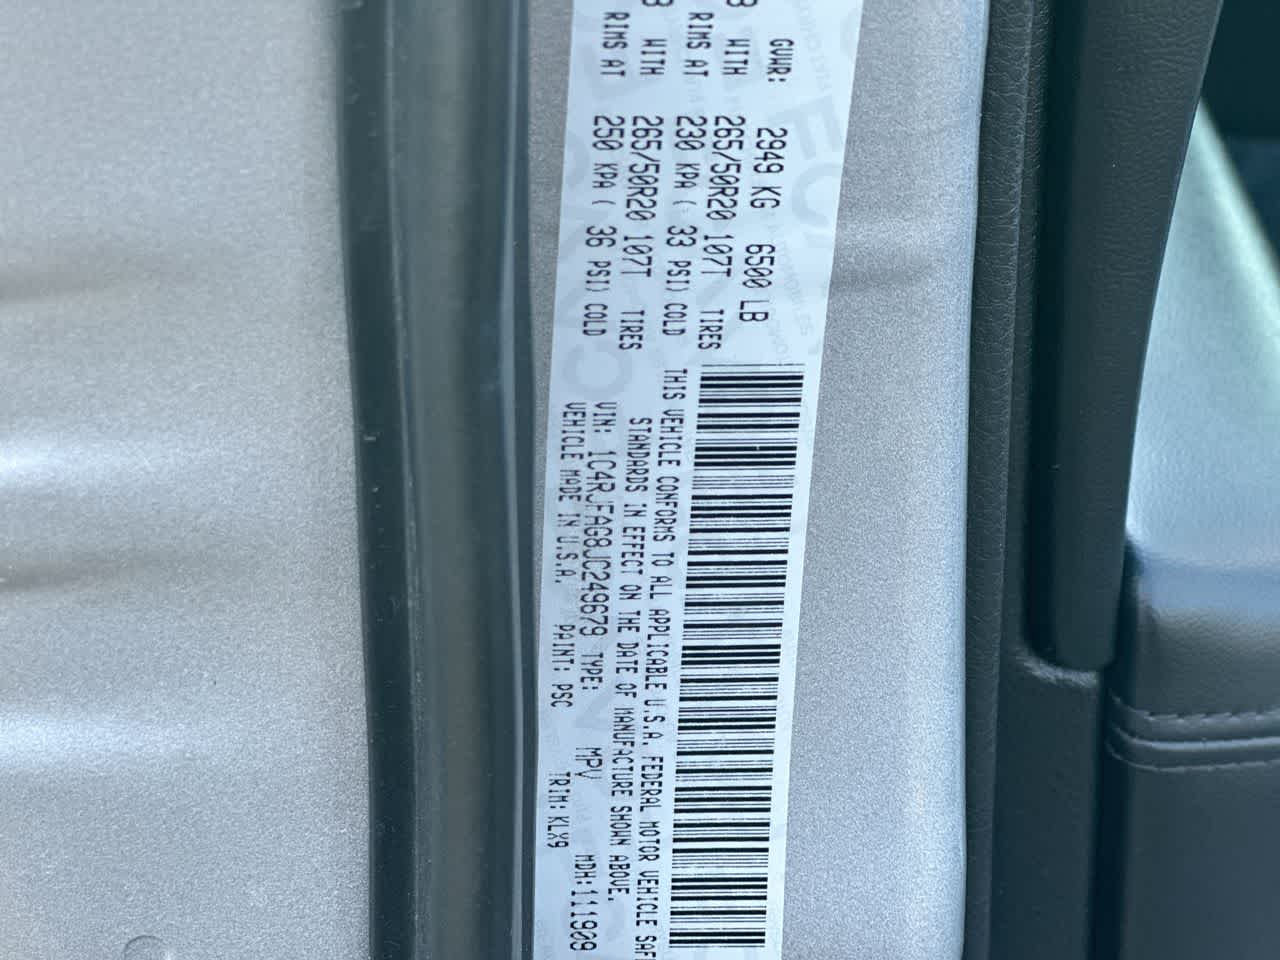 GVWR: 2949 KG 6500 LB
8 WITH 265/50R20 107T TIRES
RIMS AT 230 KPA ( 33 PSI) COLD
8 WITH 265/50R20 107T TIRES
RIMS AT 250 KPA ( 36 PSI) COLD
THIS VEHICLE CONFORMS TO ALL APPLICABLE U.S.A. FEDERAL MOTOR VEHICLE SAF
STANDARDS IN EFFECT ON THE DATE OF MANUFACTURE SHOWN ABOVE.
VIN: 1C4RJFAG8JC249679 TYPE: MPV MDH:111909
VEHICLE MADE IN U.S.A. PAINT: PSC TRIM: KLX9